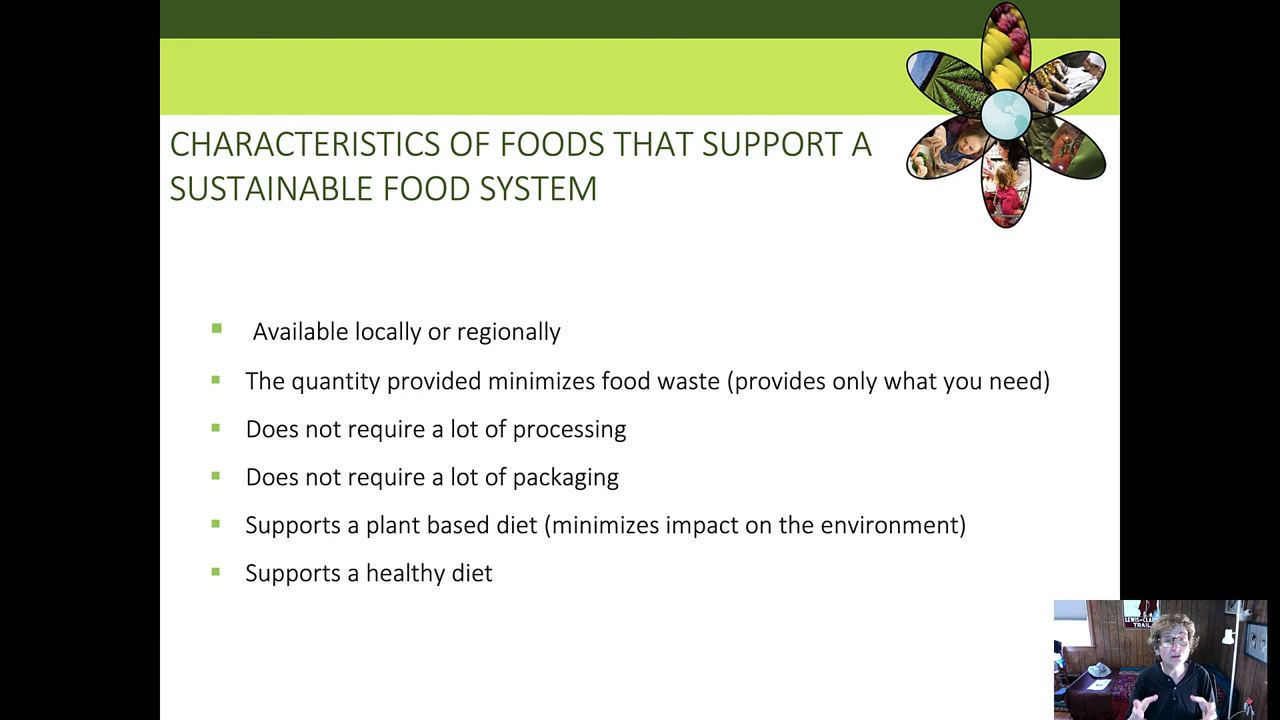 CHARACTERISTICS OF FOODS THAT SUPPORT A
SUSTAINABLE FOOD SYSTEM
Available locally or regionally
The quantity provided minimizes food waste (provides only what you need)
Does not require a lot of processing
Does not require a lot of packaging
Supports a plant based diet (minimizes impact on the environment)
Supports a healthy diet
TRAIL